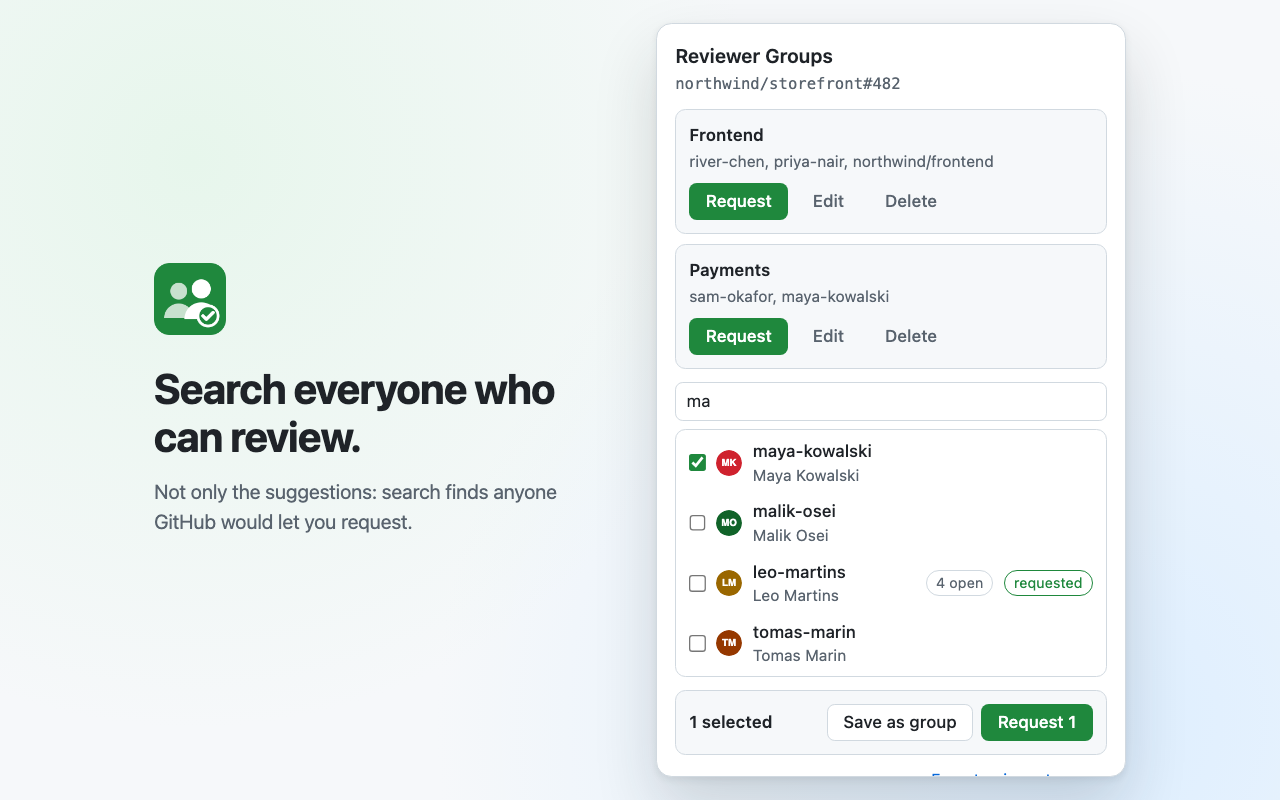 Search everyone who
can review.
Not only the suggestions: search finds anyone
GitHub would let you request.
Reviewer Groups
northwind/storefront#482
Frontend
river-chen, priya-nair, northwind/frontend
Request Edit Delete
Payments
sam-okafor, maya-kowalski
Request Edit Delete
ma
MK maya-kowalski
Maya Kowalski
MO malik-osei
Malik Osei
LM leo-martins 4 open requested
Leo Martins
TM tomas-marin
Tomas Marin
1 selected Save as group Request 1